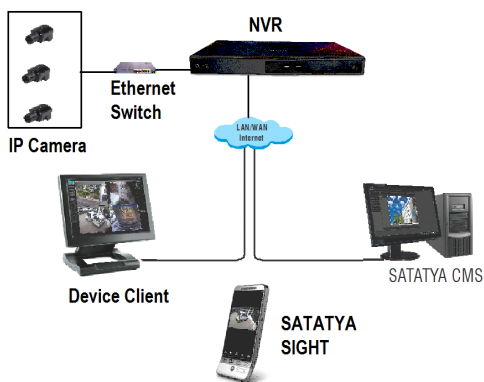 NVR
Ethernet
Switch
IP Camera
LAN/WAN
Internet
Device Client
SATATYA CMS
SATATYA
SIGHT